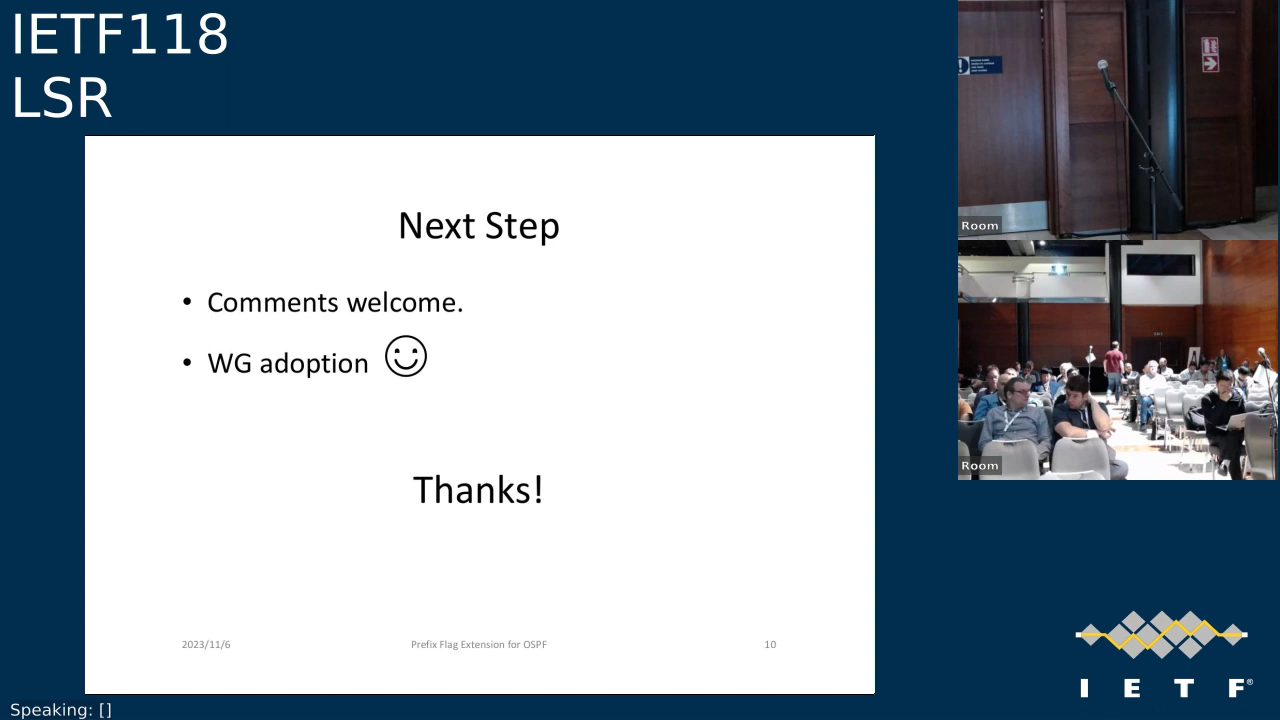 IETF118
LSR
Next Step
• Comments welcome.
• WG adoption
Thanks!
2023/11/6
Prefix Flag Extension for OSPF
10
Room
Room
I E T F®
Speaking: []